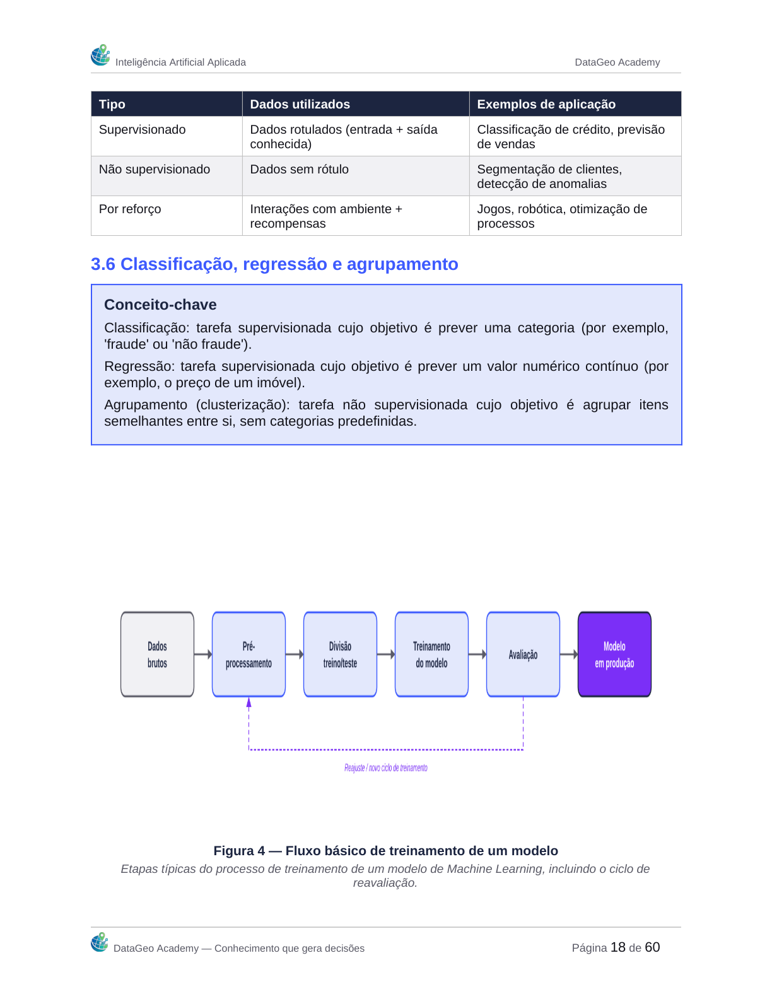 Inteligência Artificial Aplicada
DataGeo Academy
Tipo
Dados utilizados
Exemplos de aplicação
Supervisionado
Dados rotulados (entrada + saída
conhecida)
Classificação de crédito, previsão
de vendas
Não supervisionado
Dados sem rótulo
Segmentação de clientes,
detecção de anomalias
Por reforço
Interações com ambiente +
recompensas
Jogos, robótica, otimização de
processos
3.6 Classificação, regressão e agrupamento
Conceito-chave
Classificação: tarefa supervisionada cujo objetivo é prever uma categoria (por exemplo,
'fraude' ou 'não fraude').
Regressão: tarefa supervisionada cujo objetivo é prever um valor numérico contínuo (por
exemplo, o preço de um imóvel).
Agrupamento (clusterização): tarefa não supervisionada cujo objetivo é agrupar itens
semelhantes entre si, sem categorias predefinidas.
Dados
brutos
Pré-
processamento
Divisão
treino/teste
Treinamento
do modelo
Avaliação
Modelo
em produção
Reajuste / novo ciclo de treinamento
Figura 4 — Fluxo básico de treinamento de um modelo
Etapas típicas do processo de treinamento de um modelo de Machine Learning, incluindo o ciclo de
reavaliação.
DataGeo Academy — Conhecimento que gera decisões
Página 18 de 60